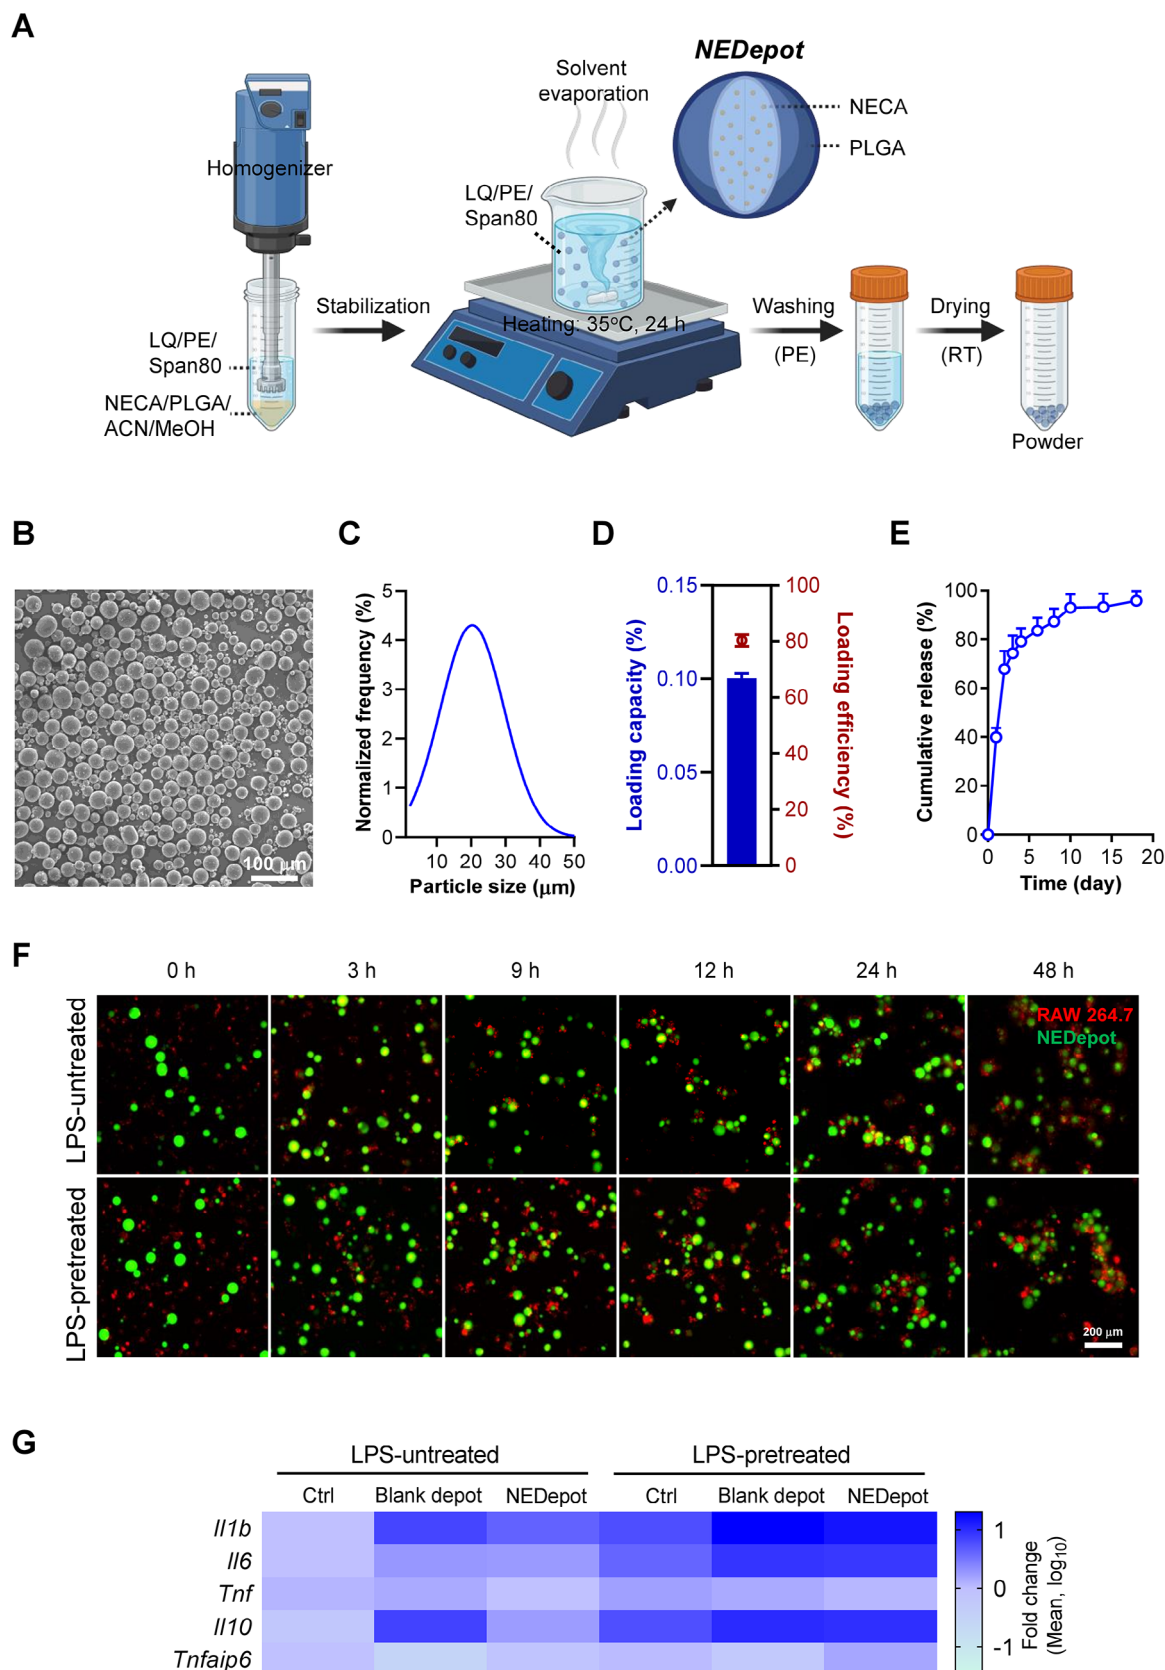 A
NEDepot
Solvent
evaporation
NECA
PLGA
Homogenizer
LQ/PE/
Span80
Stabilization
Heating: 35°C, 24 h
Washing
(PE)
Drying
(RT)
LQ/PE/
Span80
NECA/PLGA/
ACN/MeOH
Powder
B
100 μm
C
Normalized frequency (%)
5
4
3
2
1
0
10 20 30 40 50
Particle size (μm)
D
Loading capacity (%)
0.15
0.10
0.05
0.00
100
80
60
40
20
0
Loading efficiency (%)
E
Cumulative release (%)
100
80
60
40
20
0
0 5 10 15 20
Time (day)
F
0 h 3 h 9 h 12 h 24 h 48 h
LPS-untreated
RAW 264.7
NEDepot
LPS-pretreated
200 μm
G
LPS-untreated LPS-pretreated
Ctrl Blank depot NEDepot Ctrl Blank depot NEDepot
Il1b
Il6
Tnf
Il10
Tnfaip6
1
0
-1
Fold change
(Mean, log10)